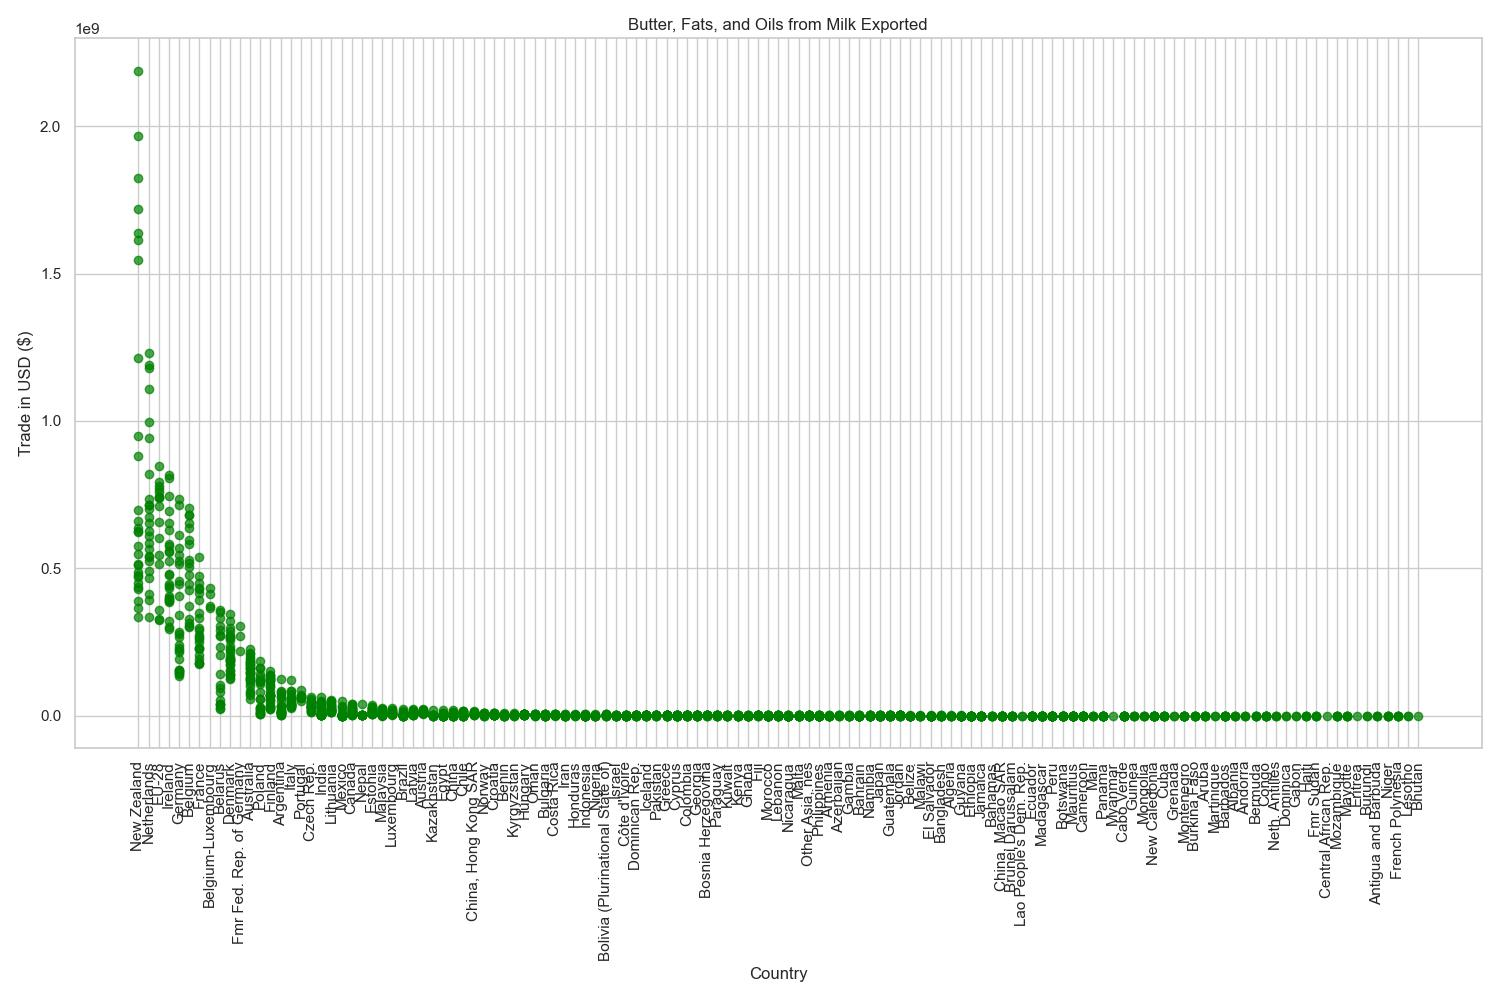 Butter, Fats, and Oils from Milk Exported
1e9
2.0
1.5
1.0
0.5
0.0
Trade in USD ($)
New Zealand
Netherlands
EU-28
Ireland
Germany
Belgium
France
Belgium-Luxembourg
Belarus
Denmark
Fmr Fed. Rep. of Germany
Australia
Poland
Finland
Argentina
Italy
Portugal
Czech Rep.
India
Lithuania
Mexico
Canada
Nepal
Estonia
Malaysia
Luxembourg
Brazil
Latvia
Austria
Kazakhstan
Egypt
China
Chile
China, Hong Kong SAR
Norway
Croatia
Benin
Kyrgyzstan
Hungary
Oman
Bulgaria
Costa Rica
Iran
Honduras
Indonesia
Nigeria
Bolivia (Plurinational State of)
Israel
Côte d'Ivoire
Dominican Rep.
Iceland
Pakistan
Greece
Cyprus
Colombia
Georgia
Bosnia Herzegovina
Paraguay
Kuwait
Kenya
Ghana
Fiji
Morocco
Lebanon
Nicaragua
Malta
Other Asia, nes
Philippines
Armenia
Azerbaijan
Gambia
Bahrain
Namibia
Japan
Guatemala
Jordan
Belize
Malawi
El Salvador
Bangladesh
Algeria
Guyana
Ethiopia
Jamaica
Bahamas
China, Macao SAR
Brunei Darussalam
Lao People's Dem. Rep.
Ecuador
Madagascar
Peru
Botswana
Mauritius
Cameroon
Mali
Panama
Myanmar
Cabo Verde
Guinea
Mongolia
New Caledonia
Cuba
Grenada
Montenegro
Burkina Faso
Aruba
Martinique
Barbados
Albania
Andorra
Bermuda
Congo
Neth. Antilles
Dominica
Gabon
Haiti
Fmr Sudan
Central African Rep.
Mozambique
Mayotte
Eritrea
Burundi
Antigua and Barbuda
Niger
French Polynesia
Lesotho
Bhutan
Country